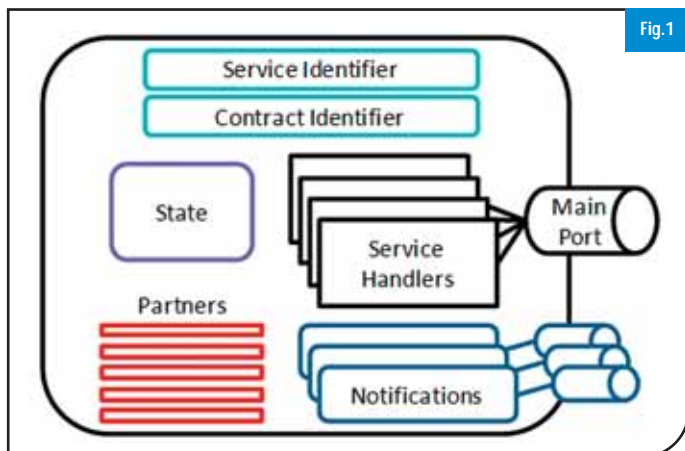 Fig.1
Service Identifier
Contract Identifier
State
Service
Handlers
Main
Port
Partners
Notifications